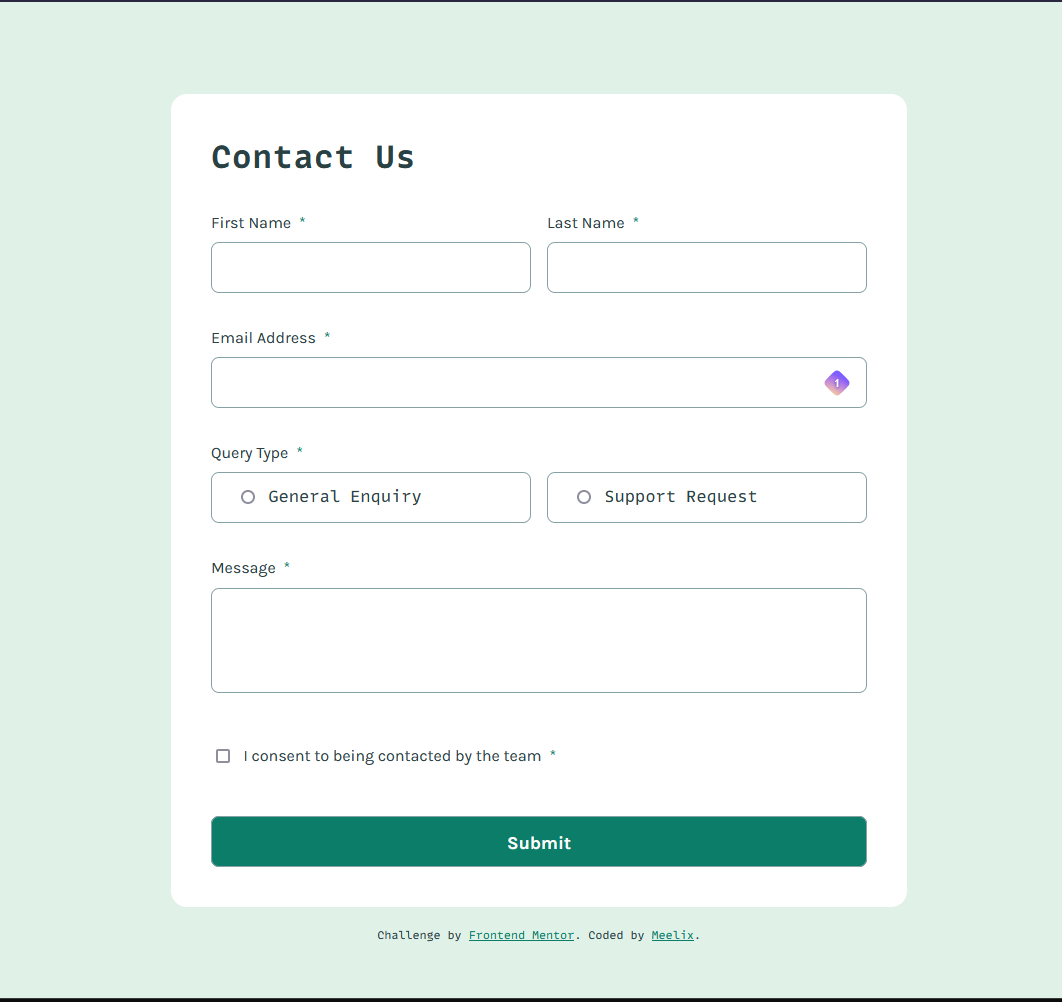 Contact Us
First Name *
Last Name *
Email Address *
1
Query Type *
General Enquiry
Support Request
Message *
I consent to being contacted by the team *
Submit
Challenge by Frontend Mentor. Coded by Meelix.